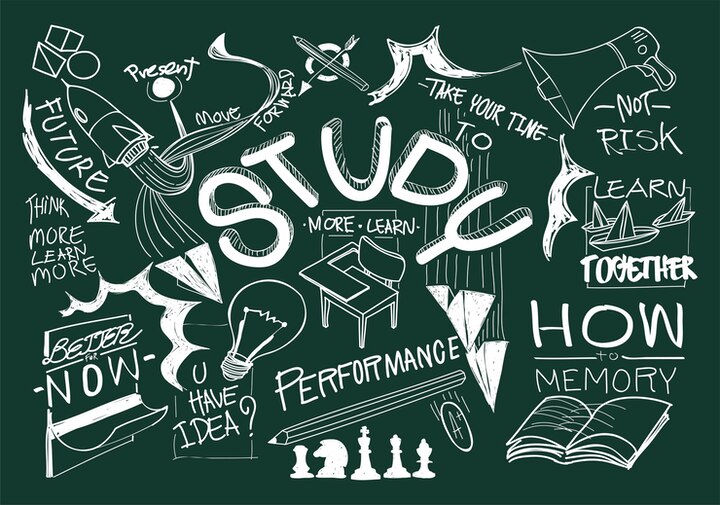 Present
FUTURE
Move
FORWARD
TAKE YOUR TIME
TO
NOT
RISK
STUDY
THINK
MORE
LEARN
MORE
MORE LEARN
LEARN
TOGETHER
BETTER
FOR
NOW
U
HAVE
IDEA?
PERFORMANCE
A+
HOW
to
MEMORY